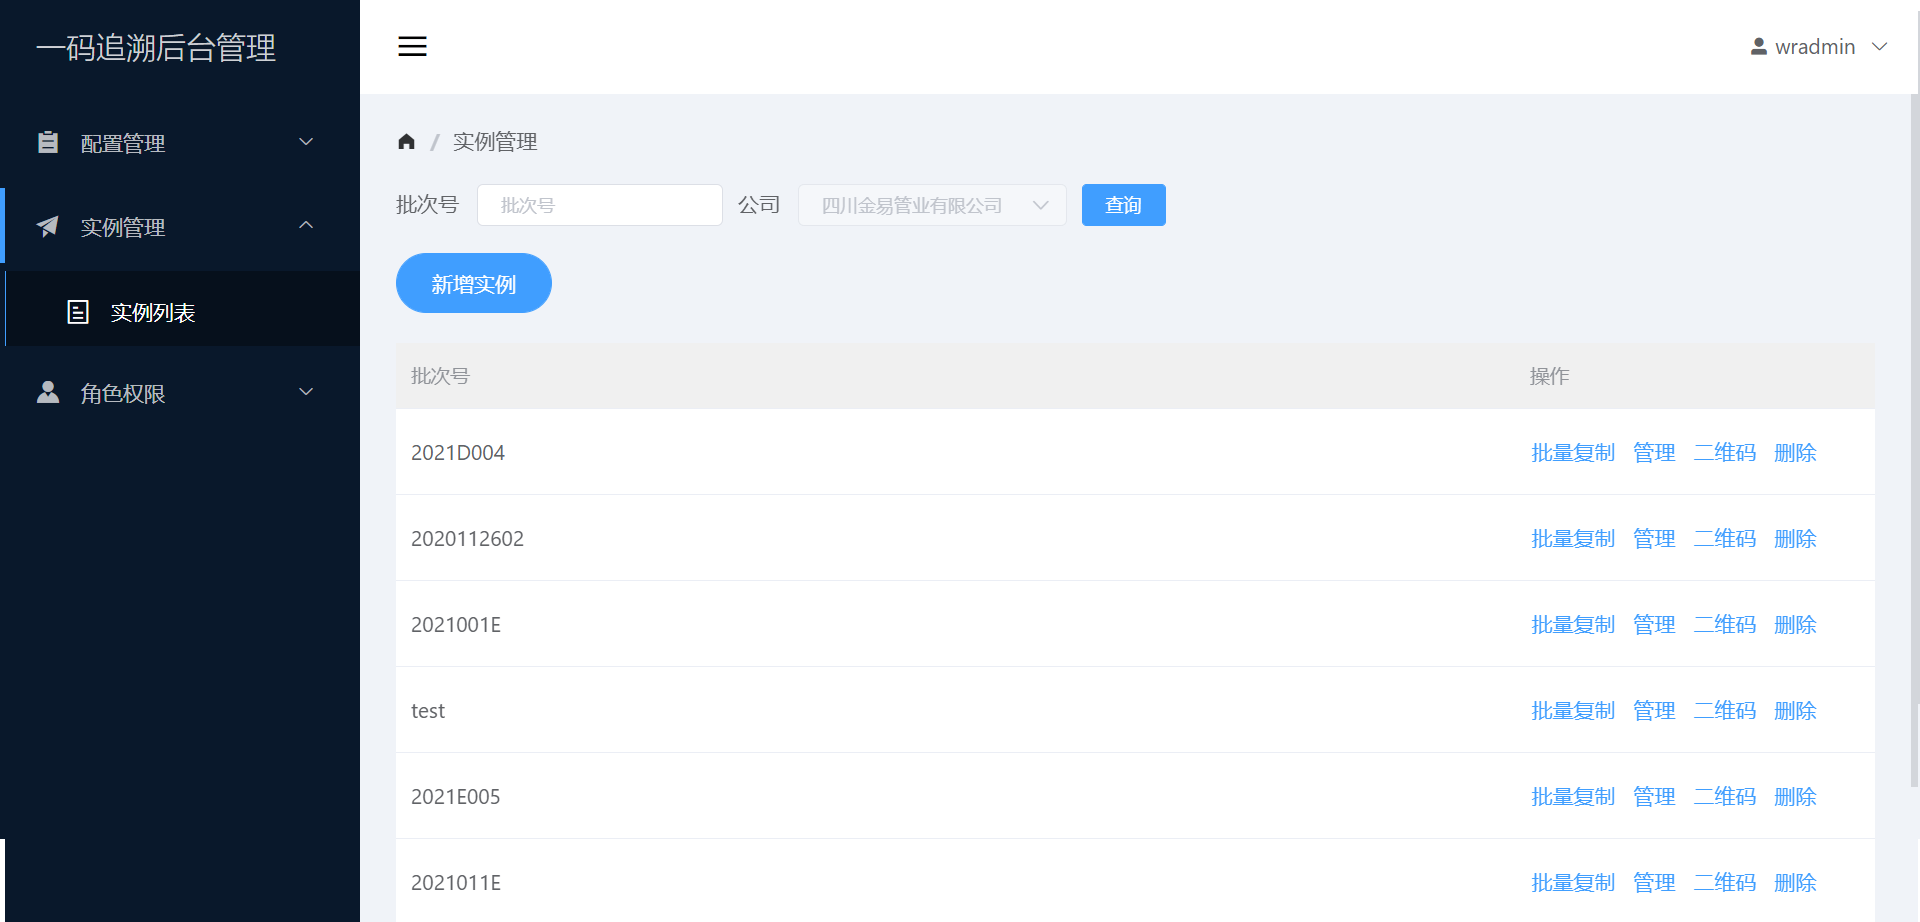 一码追溯后台管理
wradmin
配置管理
实例管理
实例列表
角色权限
/ 实例管理
批次号 批次号 公司 四川金易管业有限公司 查询
新增实例
批次号 操作
2021D004 批量复制 管理 二维码 删除
2020112602 批量复制 管理 二维码 删除
2021001E 批量复制 管理 二维码 删除
test 批量复制 管理 二维码 删除
2021E005 批量复制 管理 二维码 删除
2021011E 批量复制 管理 二维码 删除